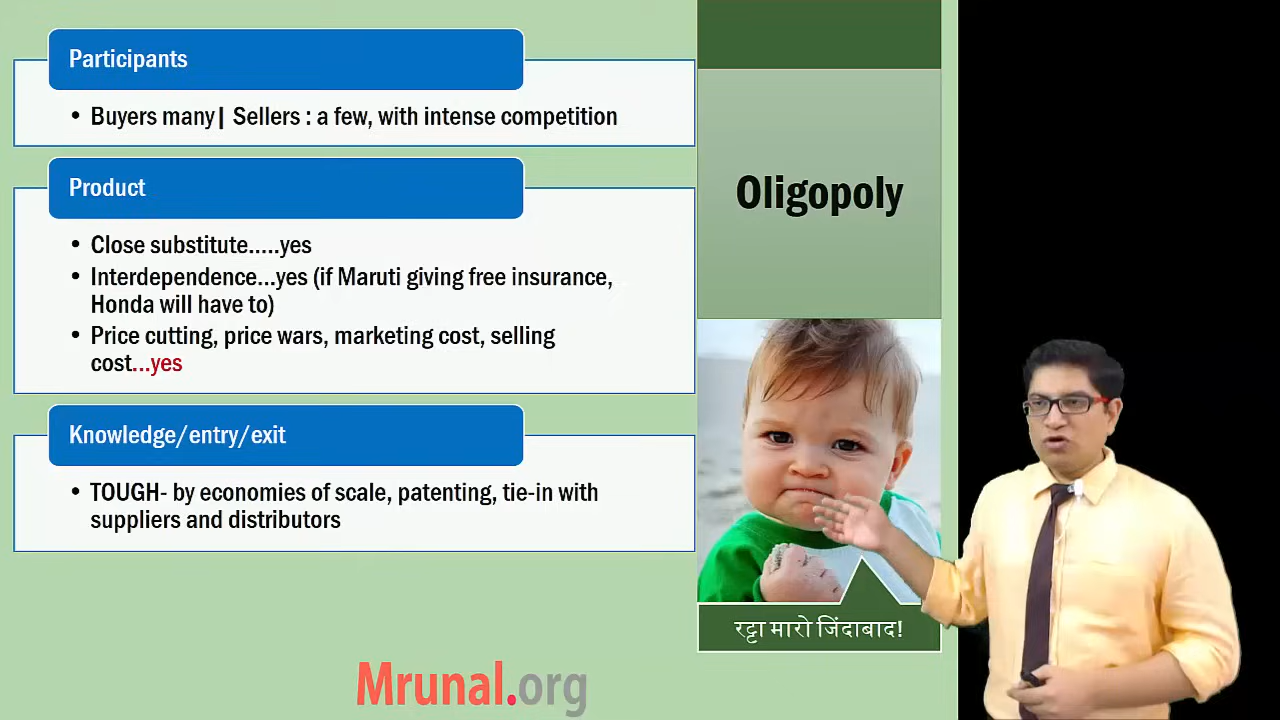 Participants
• Buyers many| Sellers : a few, with intense competition
Product
• Close substitute.....yes
• Interdependence...yes (if Maruti giving free insurance,
Honda will have to)
• Price cutting, price wars, marketing cost, selling
cost...yes
Knowledge/entry/exit
• TOUGH- by economies of scale, patenting, tie-in with
suppliers and distributors
Oligopoly
रट्टा मारो जिंदाबाद!
Mrunal.org